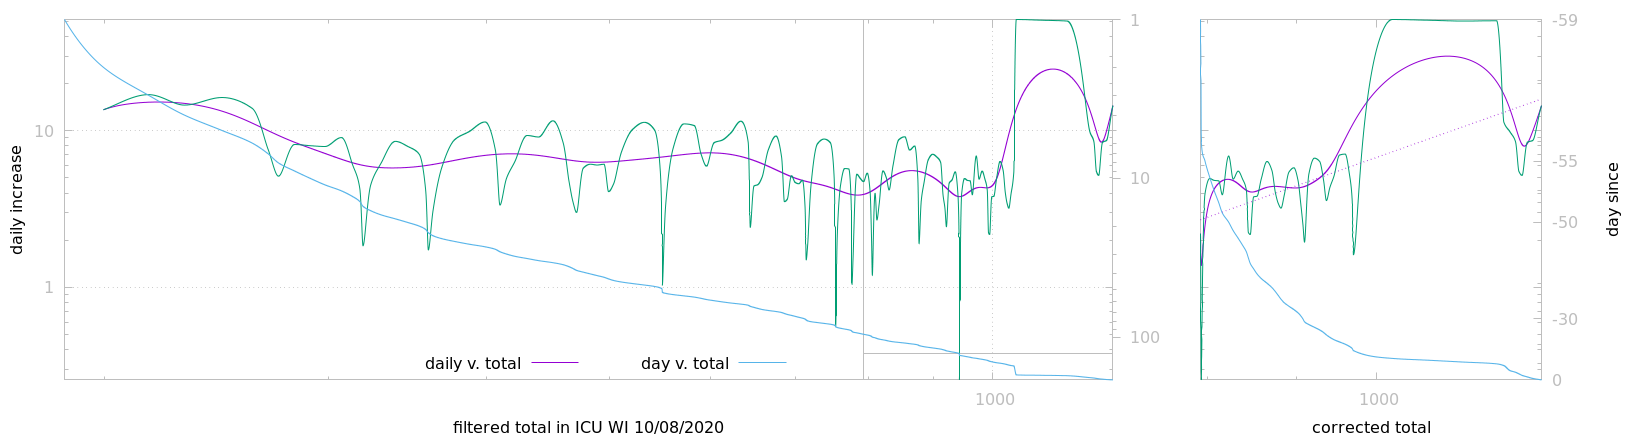 daily increase
10
1
1
10
100
1000
daily v. total
day v. total
filtered total in ICU WI 10/08/2020
-59
-55
-50
-30
0
1000
day since
corrected total